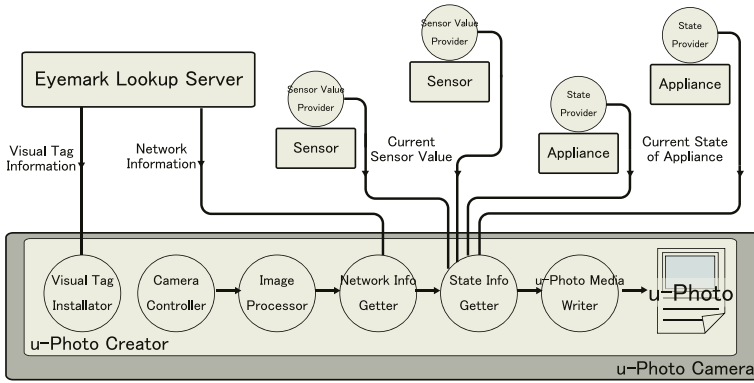 Eyemark Lookup Server
Sensor Value
Provider
Sensor
Sensor Value
Provider
Sensor
State
Provider
Appliance
State
Provider
Appliance
Visual Tag
Information
Network
Information
Current
Sensor Value
Current State
of Appliance
Visual Tag
Installator
Camera
Controller
Image
Processor
Network Info
Getter
State Info
Getter
u-Photo Media
Writer
u-Photo
u-Photo Creator
u-Photo Camera